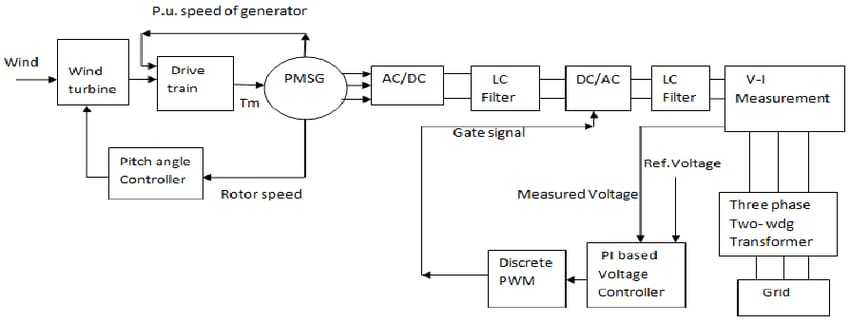 P.u. speed of generator
Wind
Wind
turbine
Drive
train
Tm
PMSG
AC/DC
LC
Filter
DC/AC
LC
Filter
V-I
Measurement
Gate signal
Pitch angle
Controller
Rotor speed
Ref.Voltage
Measured Voltage
Three phase
Two- wdg
Transformer
Discrete
PWM
PI based
Voltage
Controller
Grid